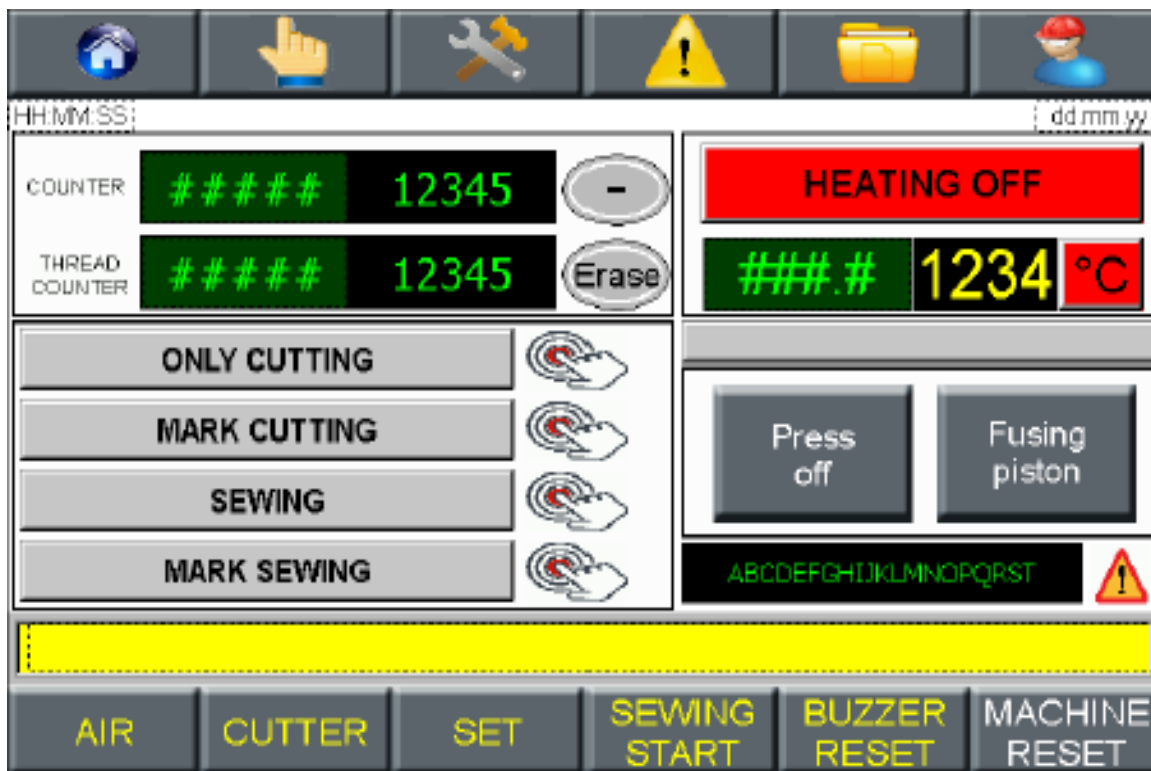 HH:MM:SS
dd.mm.yy
COUNTER
##### 12345
-
THREAD
COUNTER
##### 12345
Erase
HEATING OFF
###.# 1234 °C
ONLY CUTTING
MARK CUTTING
SEWING
MARK SEWING
Press
off
Fusing
piston
ABCDEFGHIJKLMNOPQRST
AIR
CUTTER
SET
SEWING
START
BUZZER
RESET
MACHINE
RESET